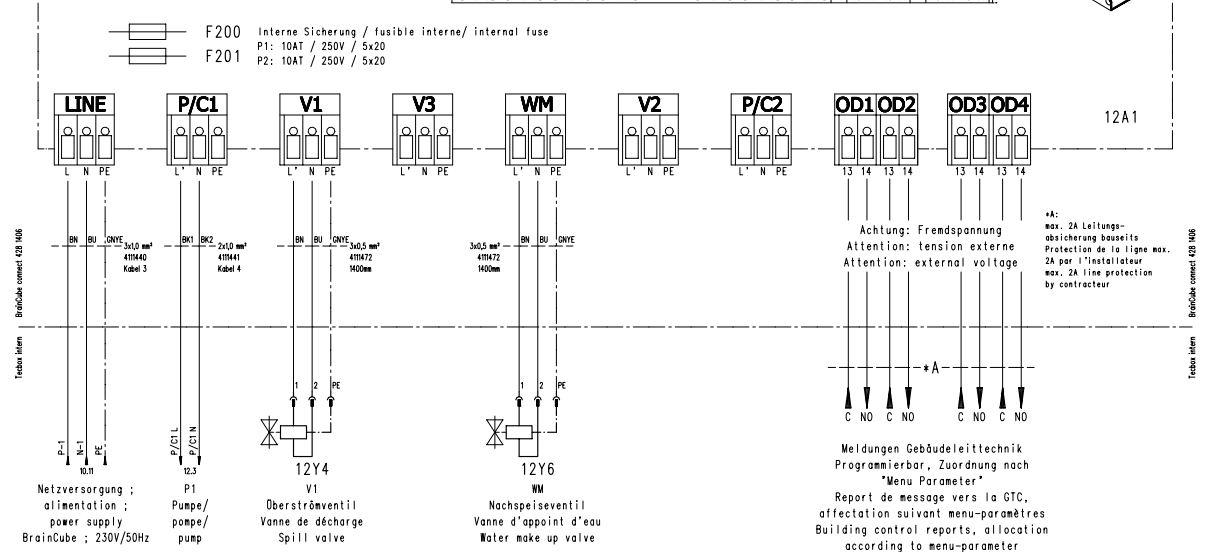 F200 Interne Sicherung / fusible interne/ internal fuse
P1: 10AT / 250V / 5x20
F201 P2: 10AT / 250V / 5x20
LINE P/C1 V1 V3 WM V2 P/C2 OD1 OD2 OD3 OD4
12A1
L N PE L' N PE L' N PE L' N PE L' N PE L' N PE L' N PE 13 14 13 14 13 14 13 14
BN BU GNYE 3x1,0 mm²
4111440
Kabel 3
BK1 BK2 2x1,0 mm²
4111441
Kabel 4
BN BU GNYE 3x0,5 mm²
4111472
1400mm
3x0,5 mm² BN BU GNYE
4111472
1400mm
Achtung: Fremdspannung
Attention: tension externe
Attention: external voltage
*A:
max. 2A Leitungs-
absicherung bauseits
Protection de la ligne max.
2A par l'installateur
max. 2A line protection
by contracteur
BrainCube connect 428 1406
Tecbox intern
BrainCube connect 428 1406
Tecbox intern
1 2 PE
1 2 PE
*A
P-1 N-1 PE
10.11
P/C1 L P/C1 N
12.3
C NO C NO C NO C NO
12Y4
12Y6
Netzversorgung ;
alimentation ;
power supply
BrainCube ; 230V/50Hz
P1
Pumpe/
pompe/
pump
V1
Überströmventil
Vanne de décharge
Spill valve
WM
Nachspeiseventil
Vanne d'appoint d'eau
Water make up valve
Meldungen Gebäudeleittechnik
Programmierbar, Zuordnung nach
"Menu Parameter"
Report de message vers la GTC,
affectation suivant menu-paramètres
Building control reports, allocation
according to menu-parameter